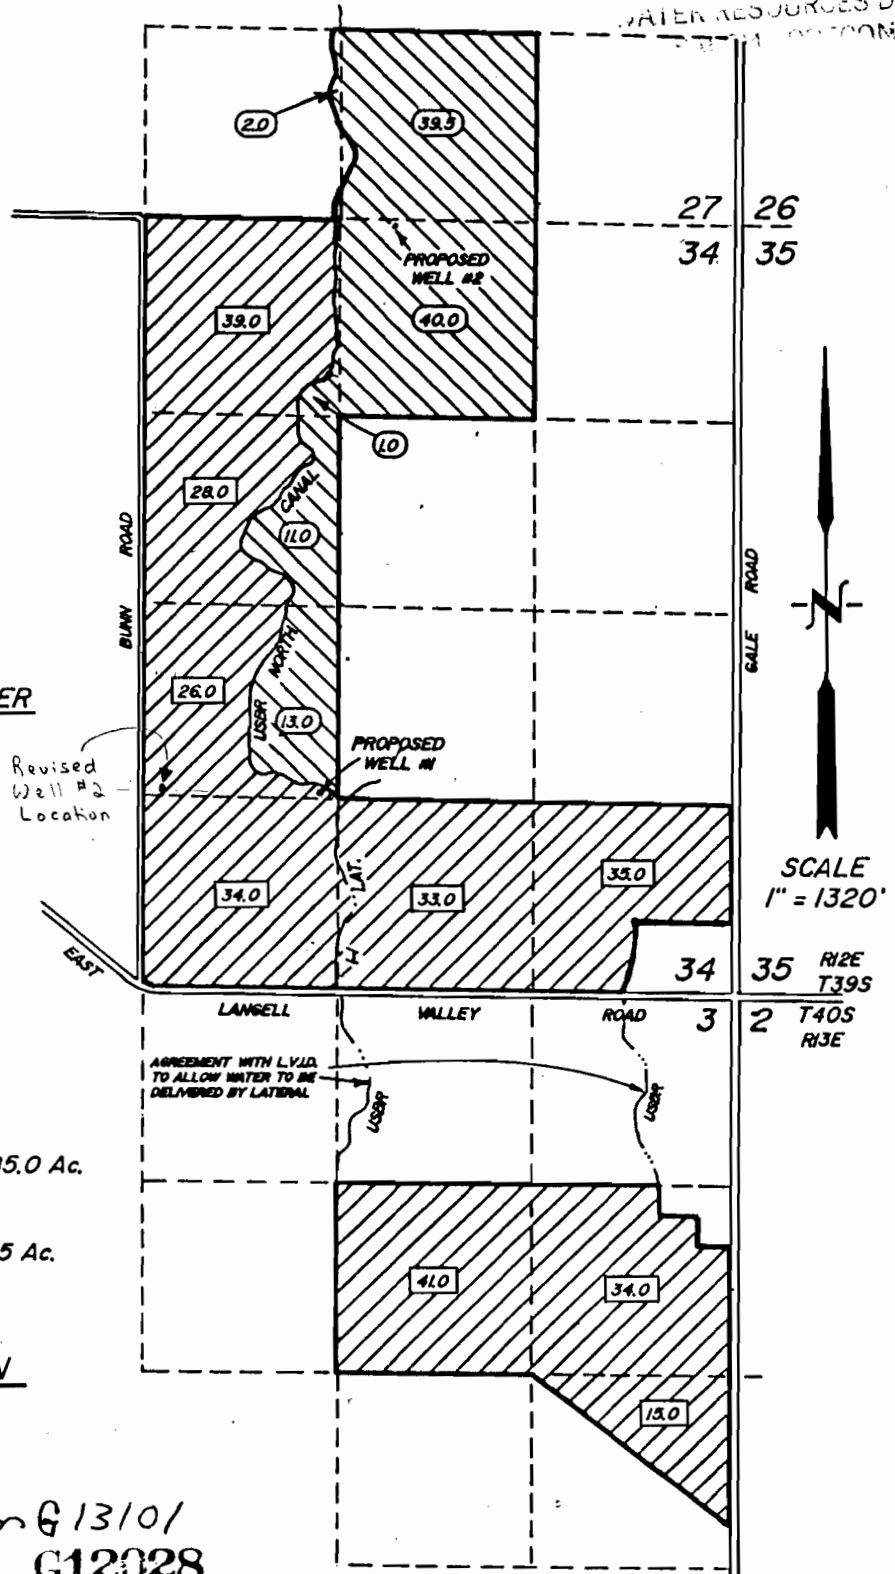 WATER RESOURCES D
2.0
39.5
27 26
34 35
PROPOSED
WELL #2
39.0
40.0
1.0
28.0
CANAL
11.0
BUNN ROAD
GALE ROAD
N
NORTH
26.0
USBR
13.0
ER
PROPOSED
WELL #1
Revised
Well #2
Location
SCALE
1" = 1320'
34.0
H LAT.
33.0
35.0
EAST
34 35
R12E
T39S
LANGELL VALLEY ROAD
3 2
T40S
R13E
AGREEMENT WITH L.V.I.D.
TO ALLOW WATER TO BE
DELIVERED BY LATERAL
USBR
USBR
5.0 Ac.
5 Ac.
41.0
34.0
15.0
G13101
G12028